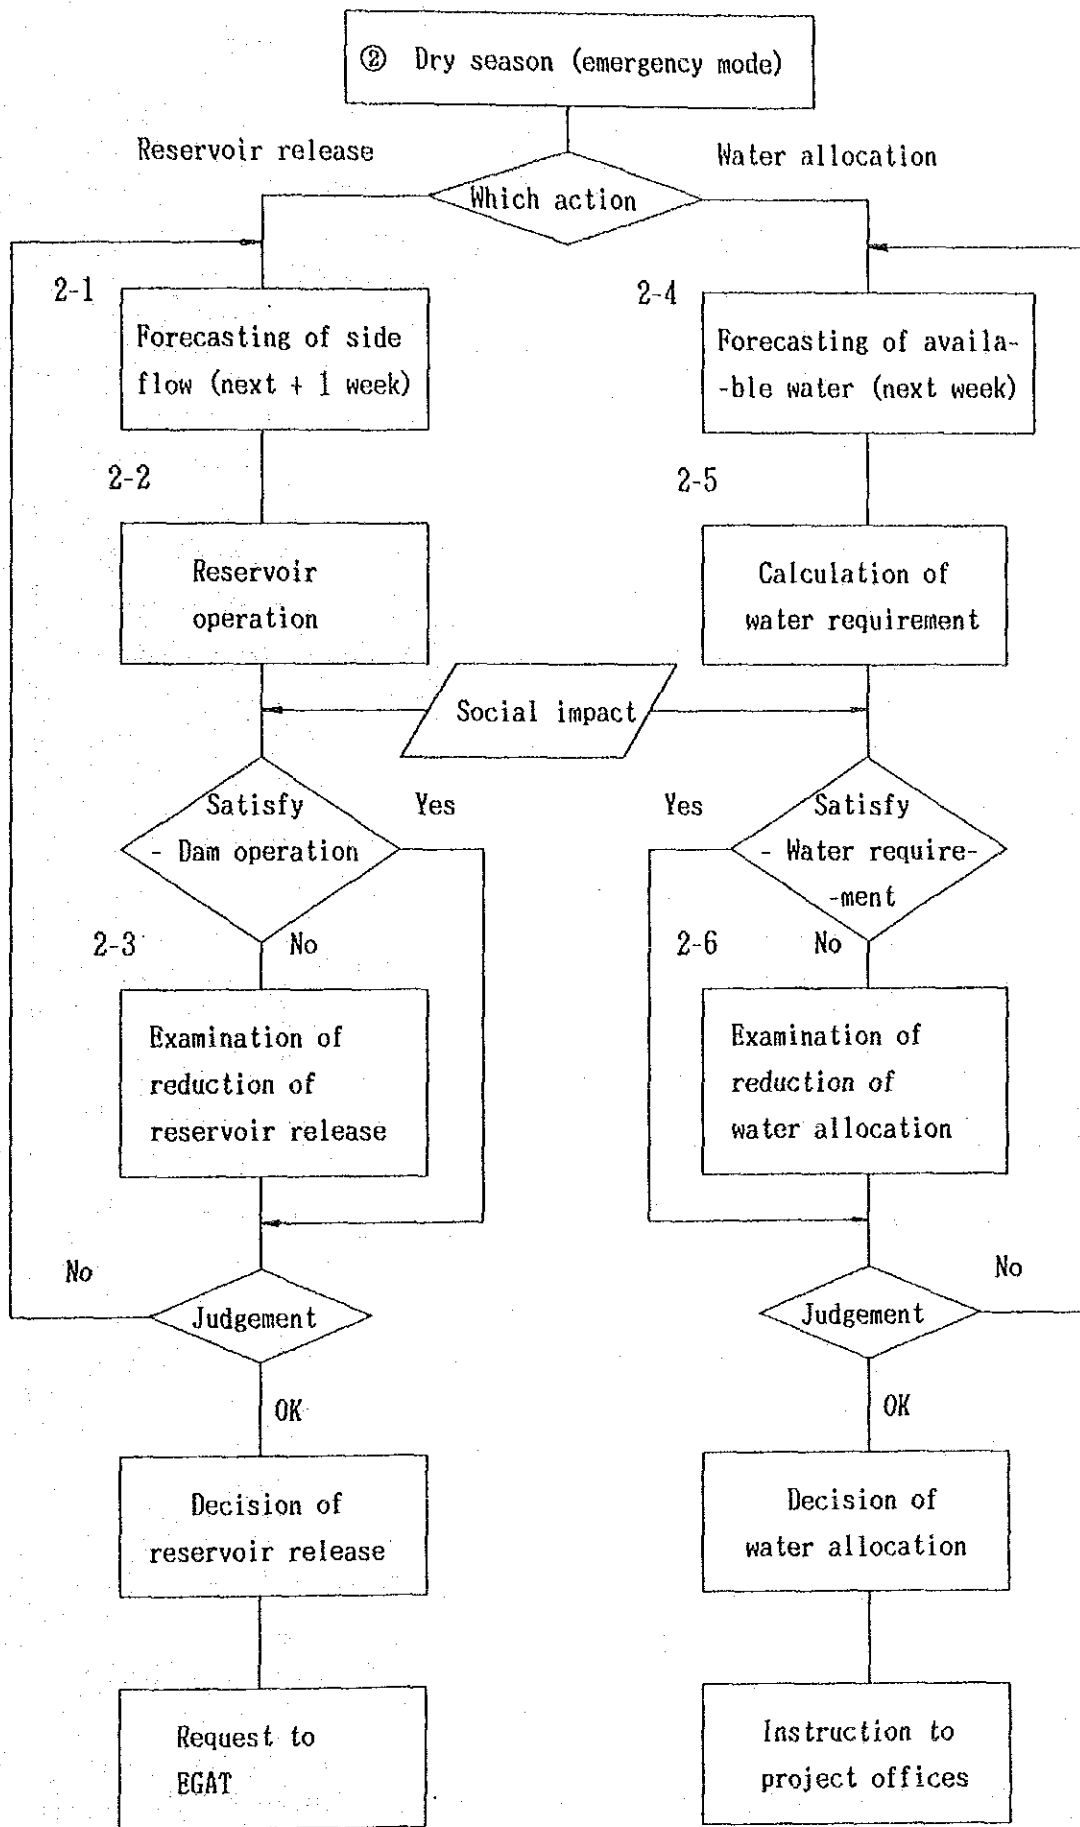 ② Dry season (emergency mode)
Reservoir release
Water allocation
Which action
2-1
Forecasting of side
flow (next + 1 week)
2-4
Forecasting of availa-
-ble water (next week)
2-2
Reservoir
operation
2-5
Calculation of
water requirement
Social impact
Satisfy
- Dam operation
Yes
No
Yes
Satisfy
- Water require-
-ment
No
2-3
Examination of
reduction of
reservoir release
2-6
Examination of
reduction of
water allocation
No
Judgement
OK
Judgement
No
OK
Decision of
reservoir release
Decision of
water allocation
Request to
EGAT
Instruction to
project offices